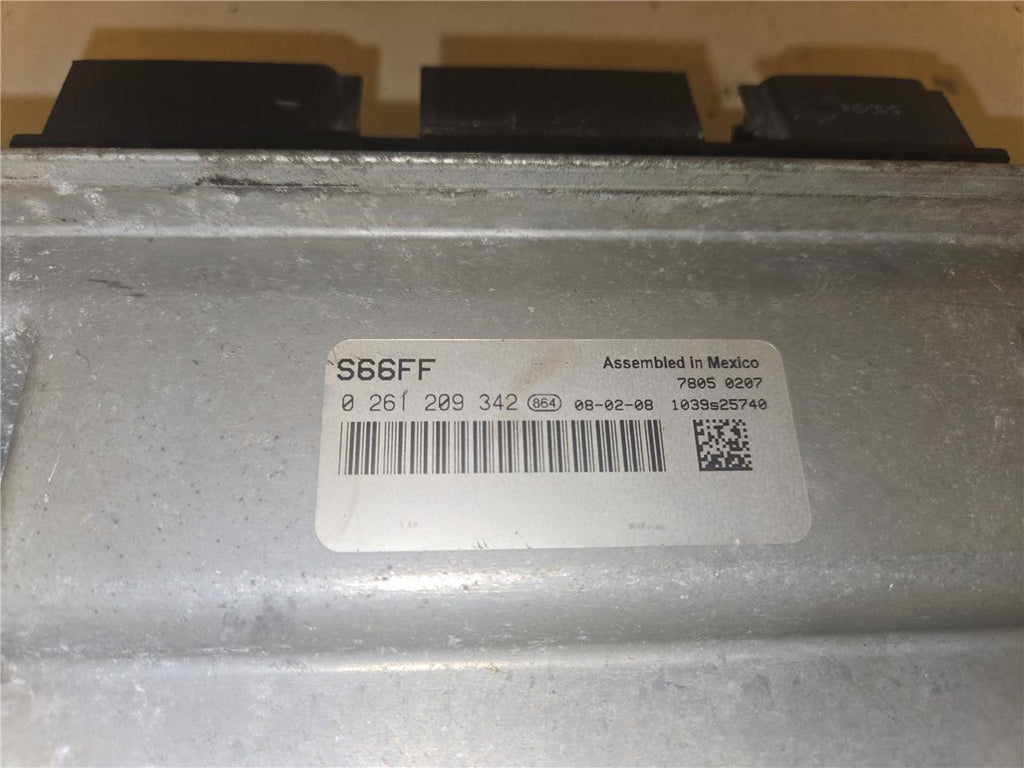 S66FF
Assembled in Mexico
7805 0207
0 261 209 342 864 08-02-08 1039s25740